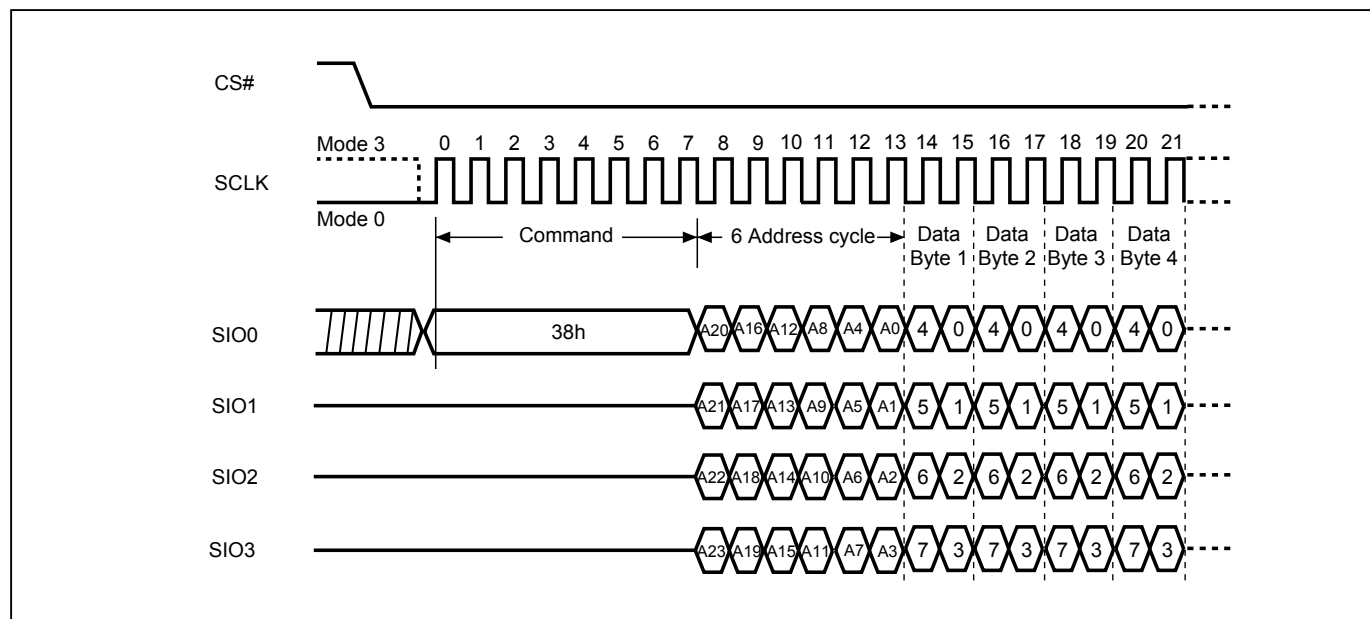 CS#
Mode 3
0 1 2 3 4 5 6 7 8 9 10 11 12 13 14 15 16 17 18 19 20 21
SCLK
Mode 0
Command
6 Address cycle
Data Byte 1
Data Byte 2
Data Byte 3
Data Byte 4
SIO0
38h
A20 A16 A12 A8 A4 A0 4 0 4 0 4 0 4 0
SIO1
A21 A17 A13 A9 A5 A1 5 1 5 1 5 1 5 1
SIO2
A22 A18 A14 A10 A6 A2 6 2 6 2 6 2 6 2
SIO3
A23 A19 A15 A11 A7 A3 7 3 7 3 7 3 7 3